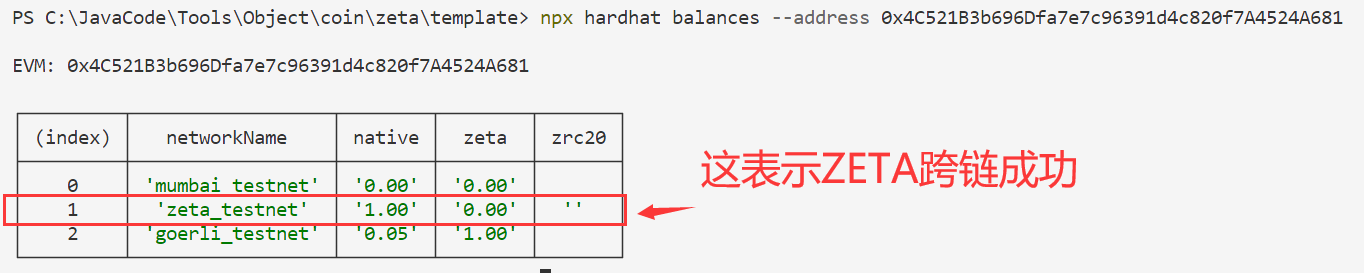 PS C:\JavaCode\Tools\Object\coin\zeta\template> npx hardhat balances --address 0x4C521B3b696Dfa7e7c96391d4c820f7A4524A681
EVM: 0x4C521B3b696Dfa7e7c96391d4c820f7A4524A681
(index) networkName native zeta zrc20
0 'mumbai_testnet' '0.00' '0.00'
1 'zeta_testnet' '1.00' '0.00' ''
2 'goerli_testnet' '0.05' '1.00'
这表示ZETA跨链成功